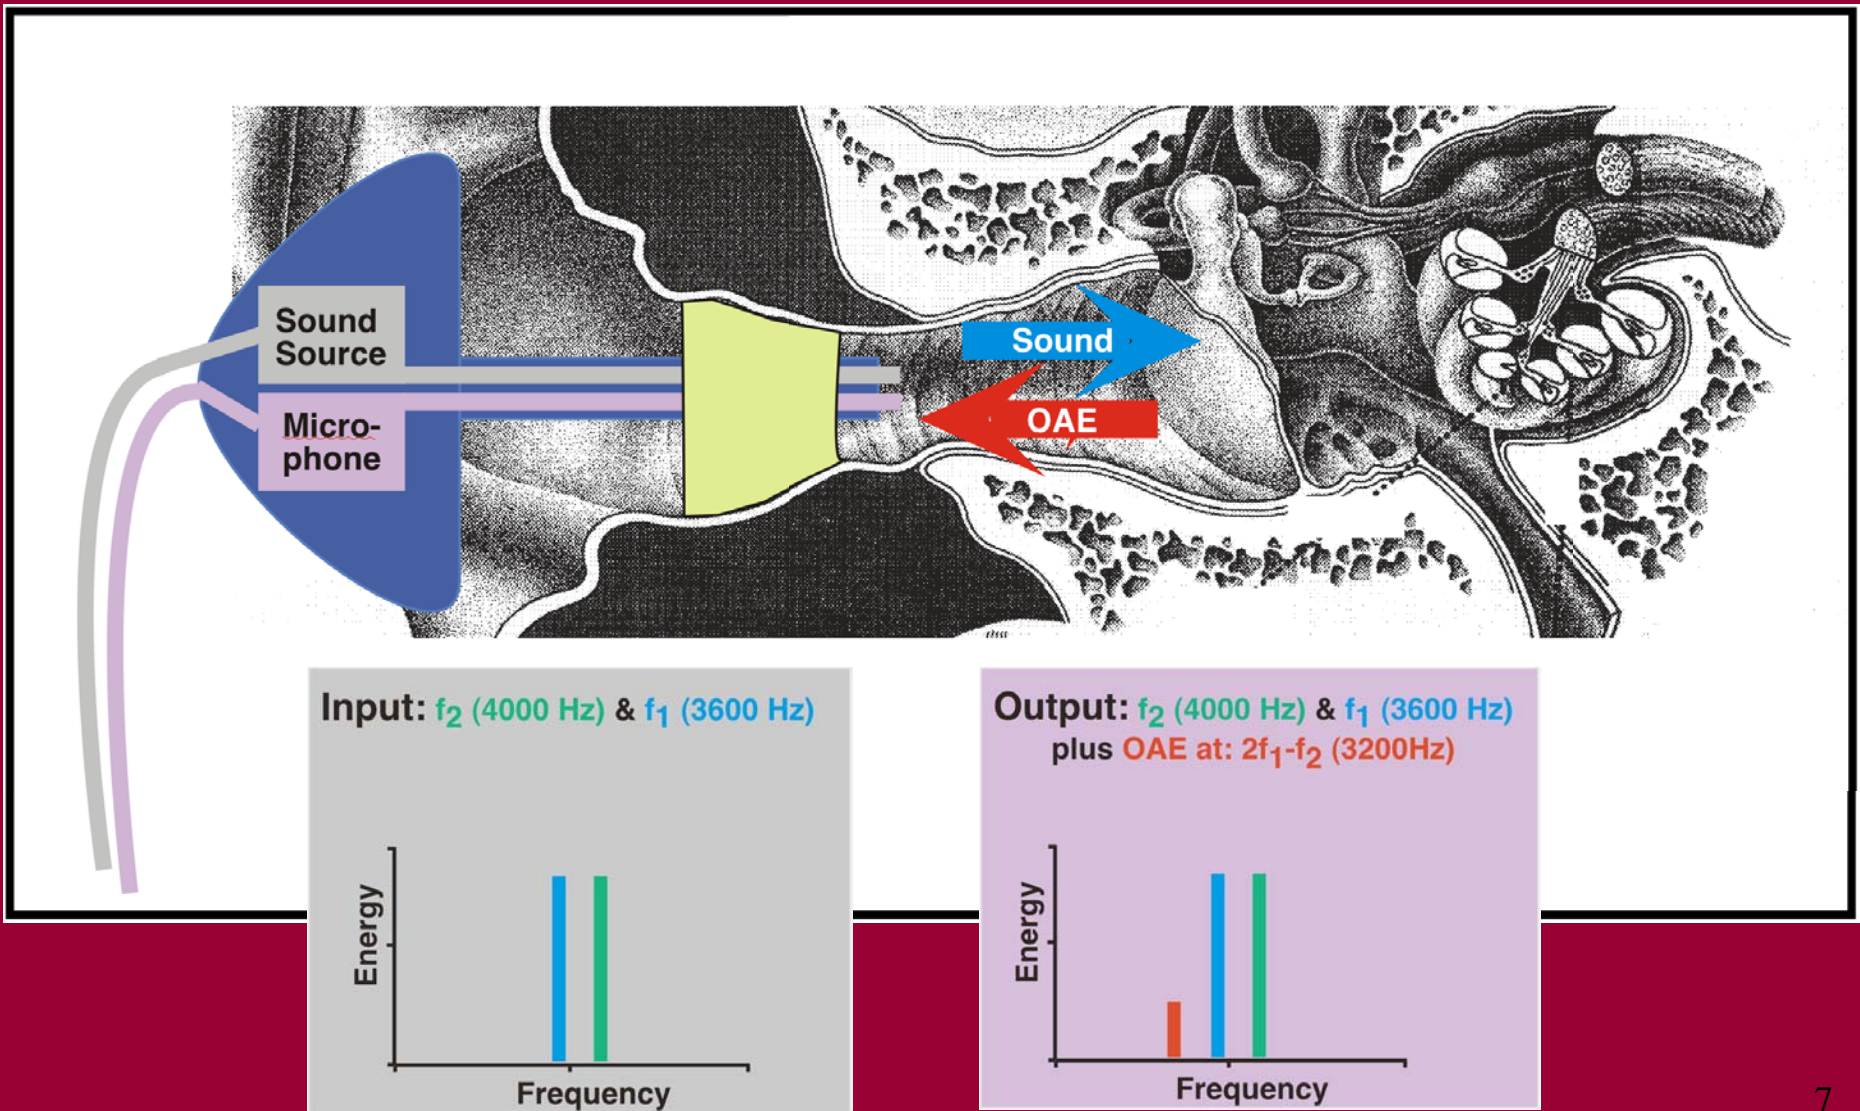 Sound
Source
Micro-
phone
Sound
OAE
Input: f₂ (4000 Hz) & f₁ (3600 Hz)
Energy
Frequency
Output: f₂ (4000 Hz) & f₁ (3600 Hz)
plus OAE at: 2f₁-f₂ (3200Hz)
Energy
Frequency
7